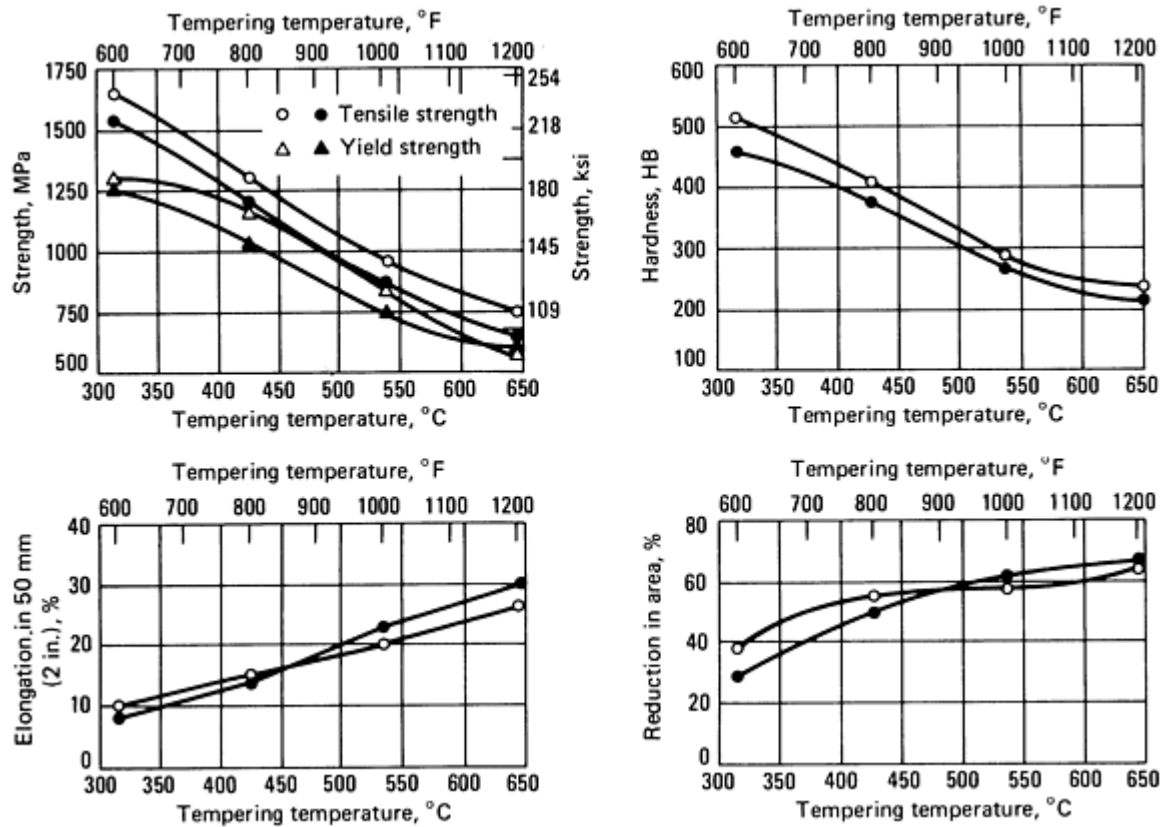 Tempering temperature, °F
600 700 800 900 1000 1100 1200
1750
1500
1250
1000
750
500
Strength, MPa
Tensile strength
Yield strength
254
218
180
145
109
Strength, ksi
300 350 400 450 500 550 600 650
Tempering temperature, °C
Tempering temperature, °F
600 700 800 900 1000 1100 1200
600
500
400
300
200
100
Hardness, HB
300 350 400 450 500 550 600 650
Tempering temperature, °C
Tempering temperature, °F
600 700 800 900 1000 1100 1200
40
30
20
10
0
Elongation.in 50 mm
(2 in.), %
300 350 400 450 500 550 600 650
Tempering temperature, °C
Tempering temperature, °F
600 700 800 900 1000 1100 1200
80
60
40
20
0
Reduction in area, %
300 350 400 450 500 550 600 650
Tempering temperature, °C